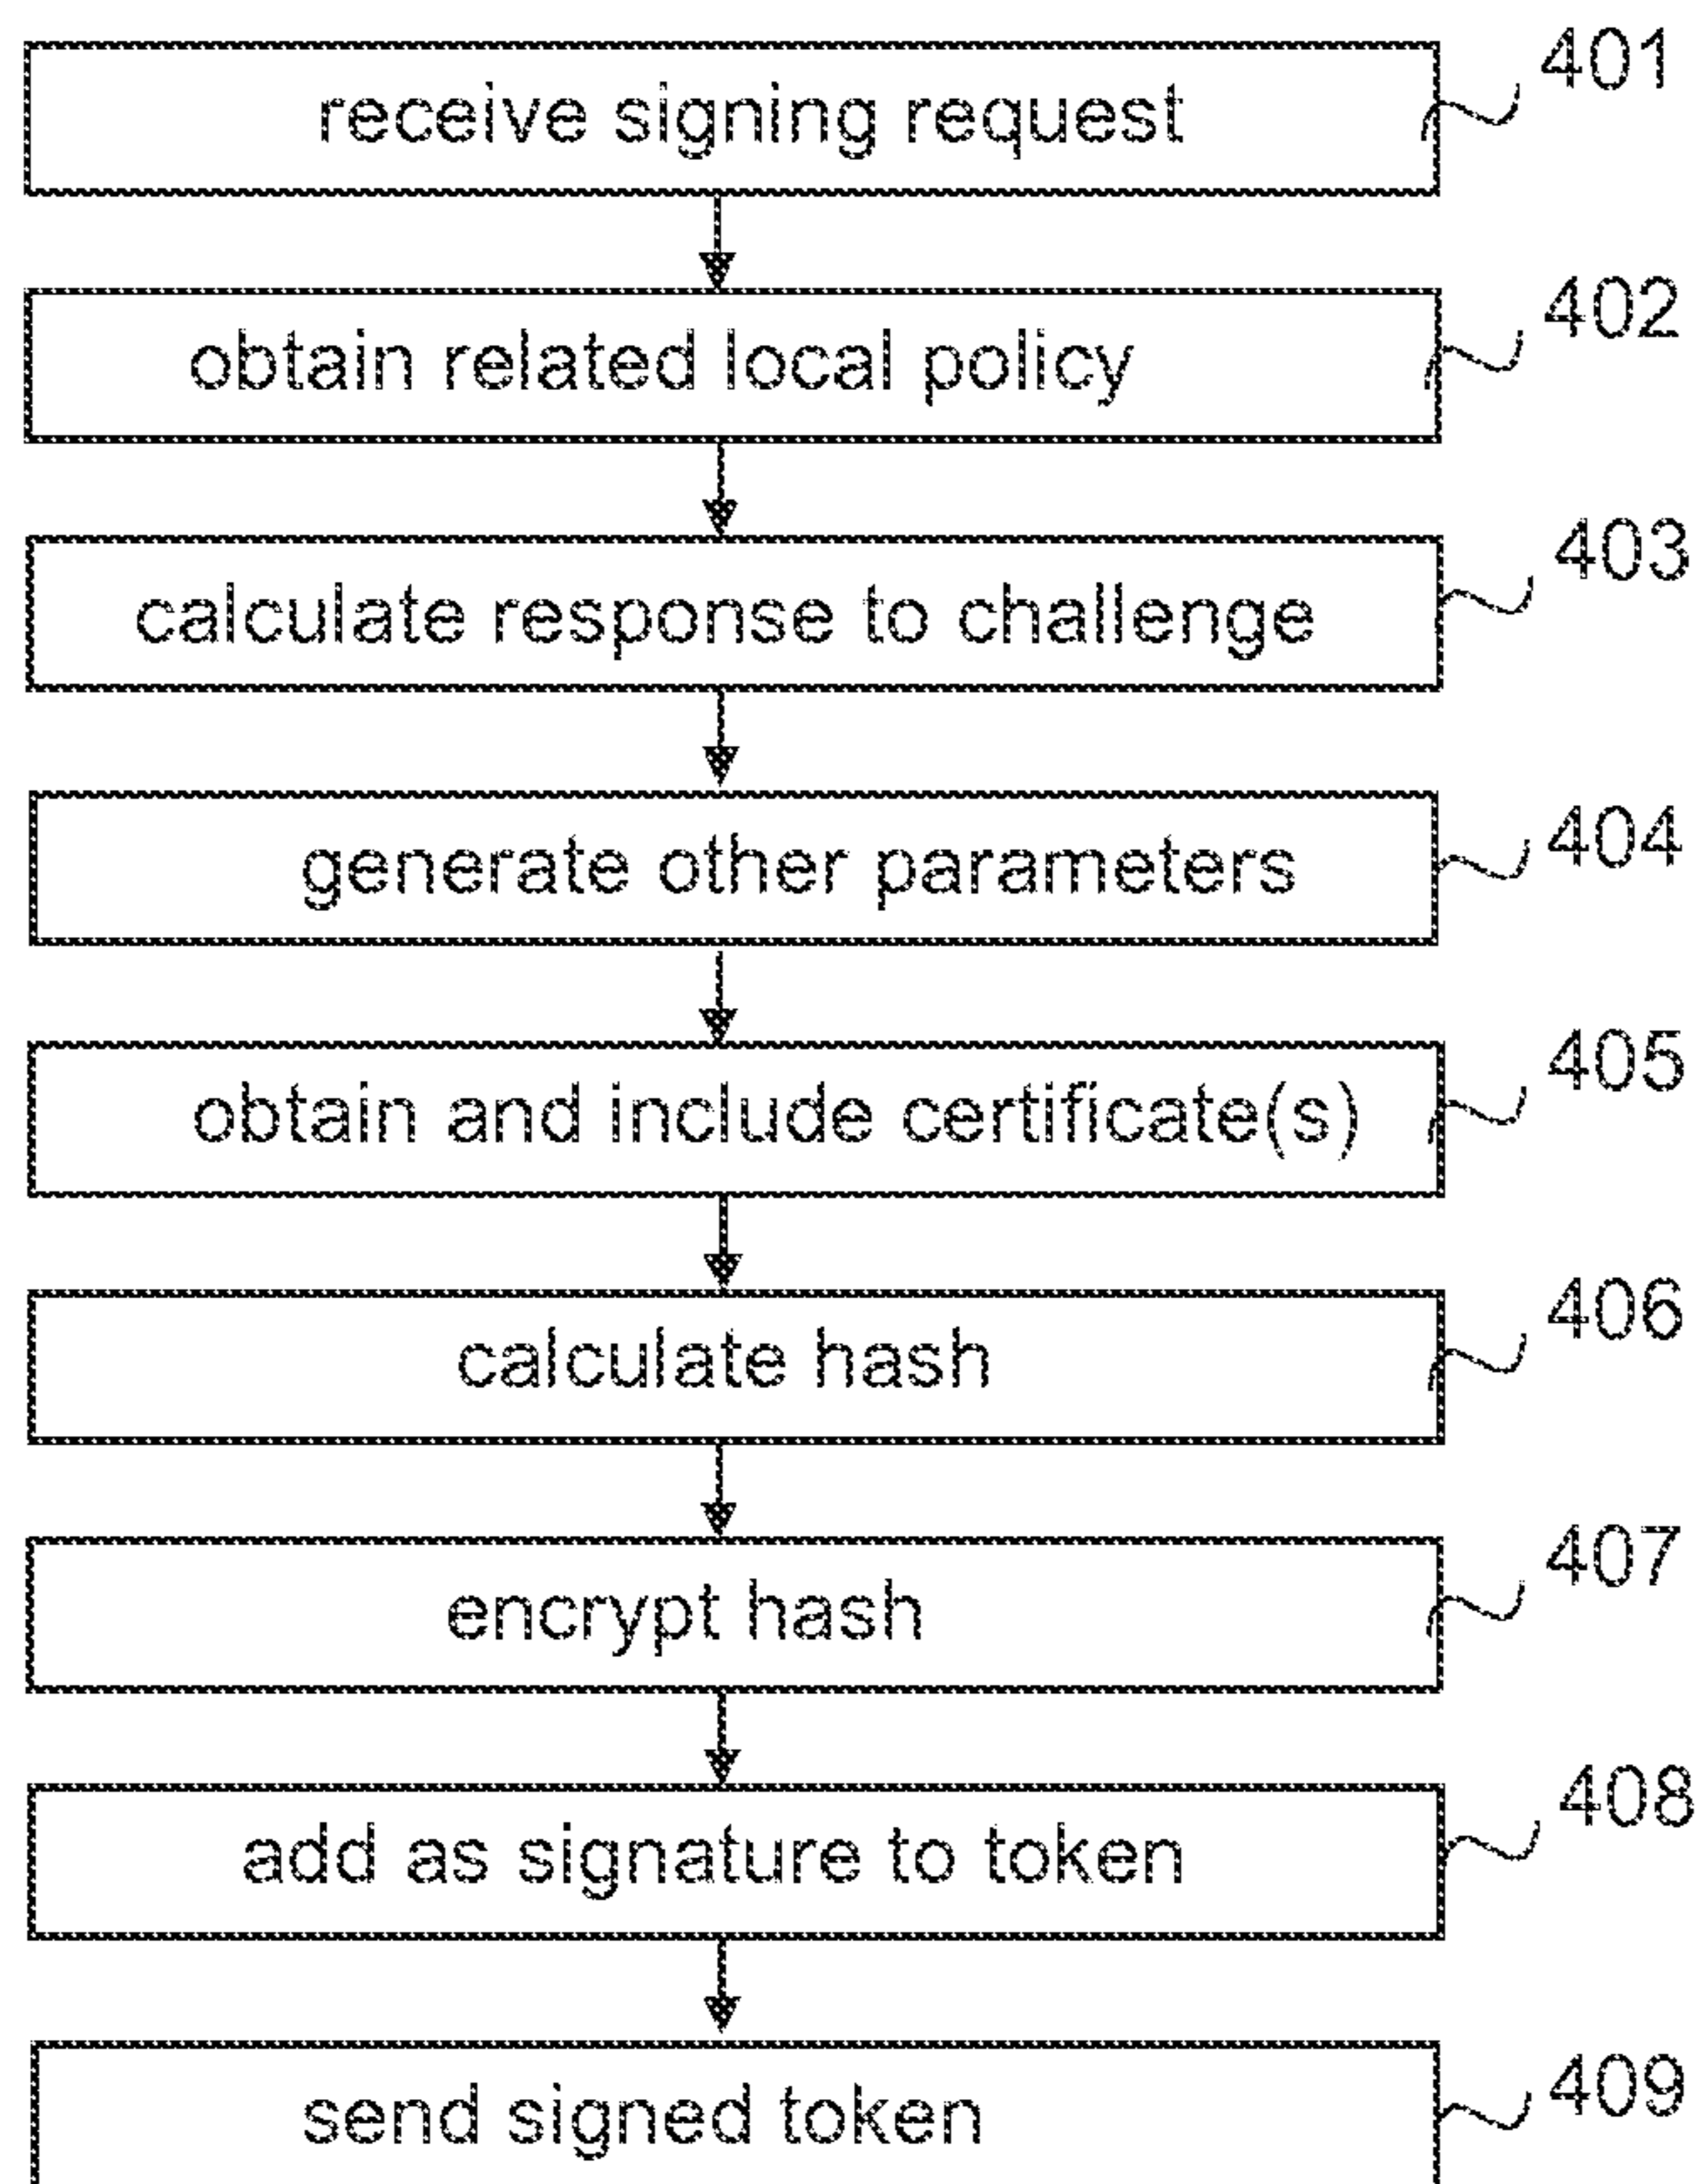 401
receive signing request
402
obtain related local policy
403
calculate response to challenge
404
generate other parameters
405
obtain and include certificate(s)
406
calculate hash
407
encrypt hash
408
add as signature to token
409
send signed token